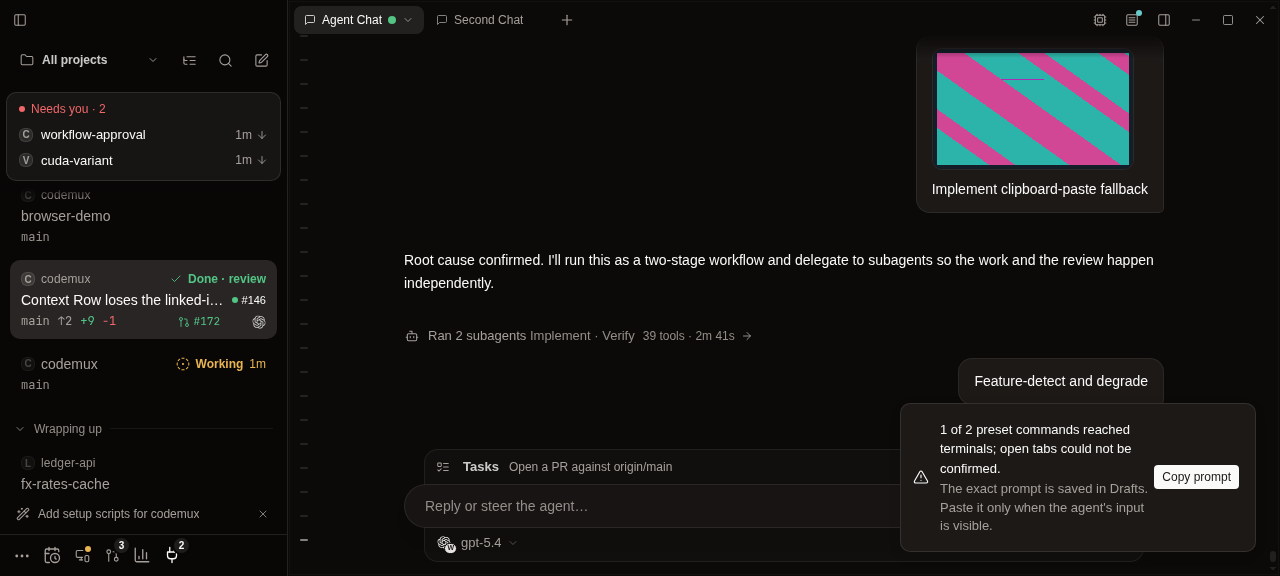 Agent Chat
Second Chat
All projects
Needs you · 2
C workflow-approval 1m
V cuda-variant 1m
C codemux
browser-demo
main
C codemux Done · review
Context Row loses the linked-i… #146
main ↑2 +9 -1 #172
C codemux Working 1m
main
Wrapping up
L ledger-api
fx-rates-cache
Add setup scripts for codemux
3
2
Implement clipboard-paste fallback
Root cause confirmed. I'll run this as a two-stage workflow and delegate to subagents so the work and the review happen
independently.
Ran 2 subagents Implement · Verify 39 tools · 2m 41s
Feature-detect and degrade
Tasks Open a PR against origin/main
Reply or steer the agent…
gpt-5.4
1 of 2 preset commands reached
terminals; open tabs could not be
confirmed.
The exact prompt is saved in Drafts.
Paste it only when the agent's input
is visible.
Copy prompt